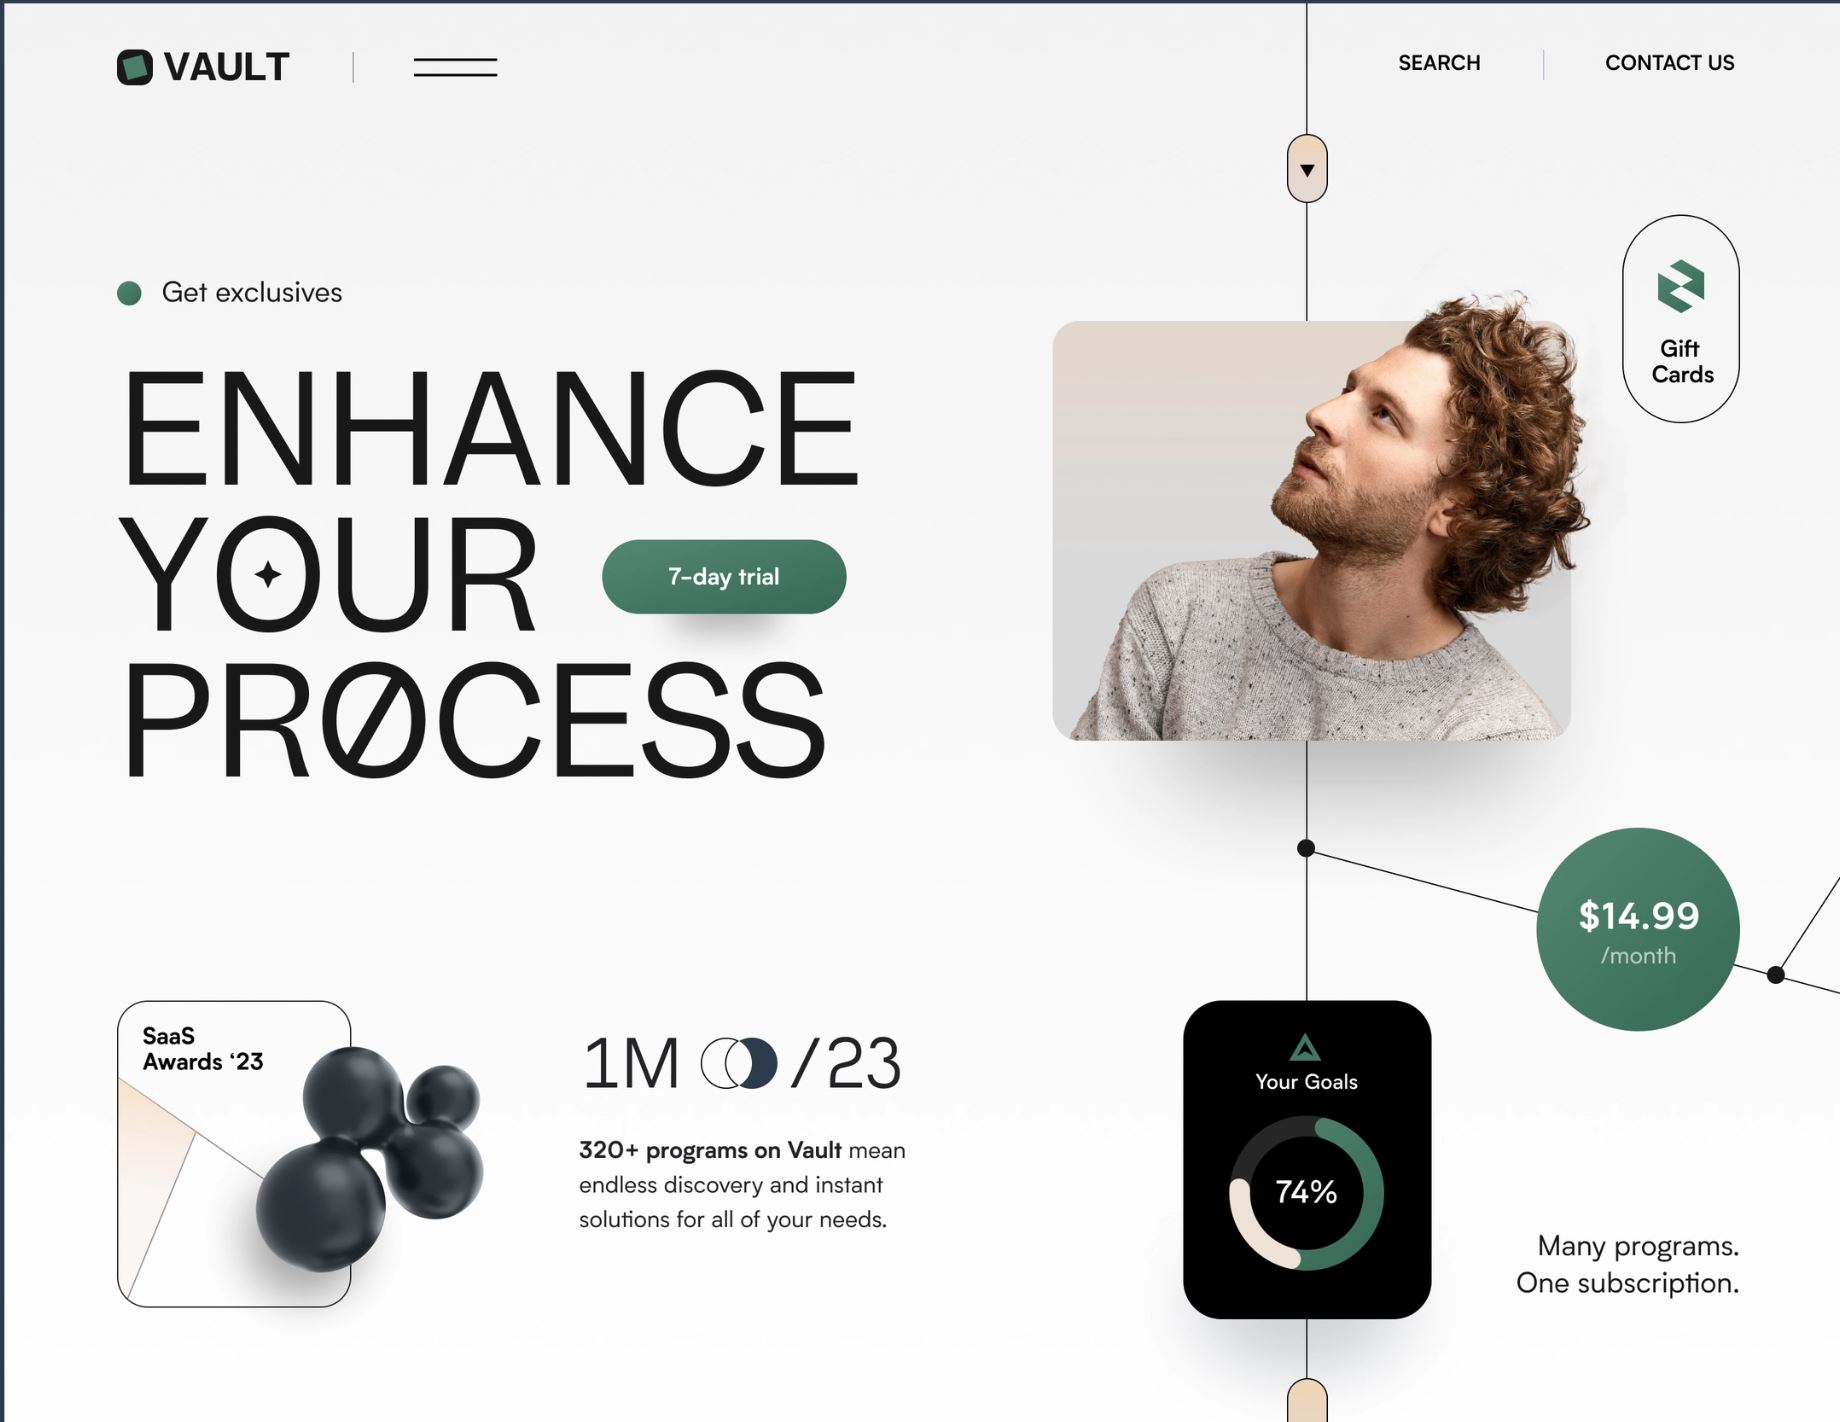 VAULT
SEARCH
CONTACT US
Get exclusives
ENHANCE
YOUR
7-day trial
PRØCESS
Gift
Cards
$14.99
/month
SaaS
Awards ‘23
1M /23
320+ programs on Vault mean
endless discovery and instant
solutions for all of your needs.
Your Goals
74%
Many programs.
One subscription.